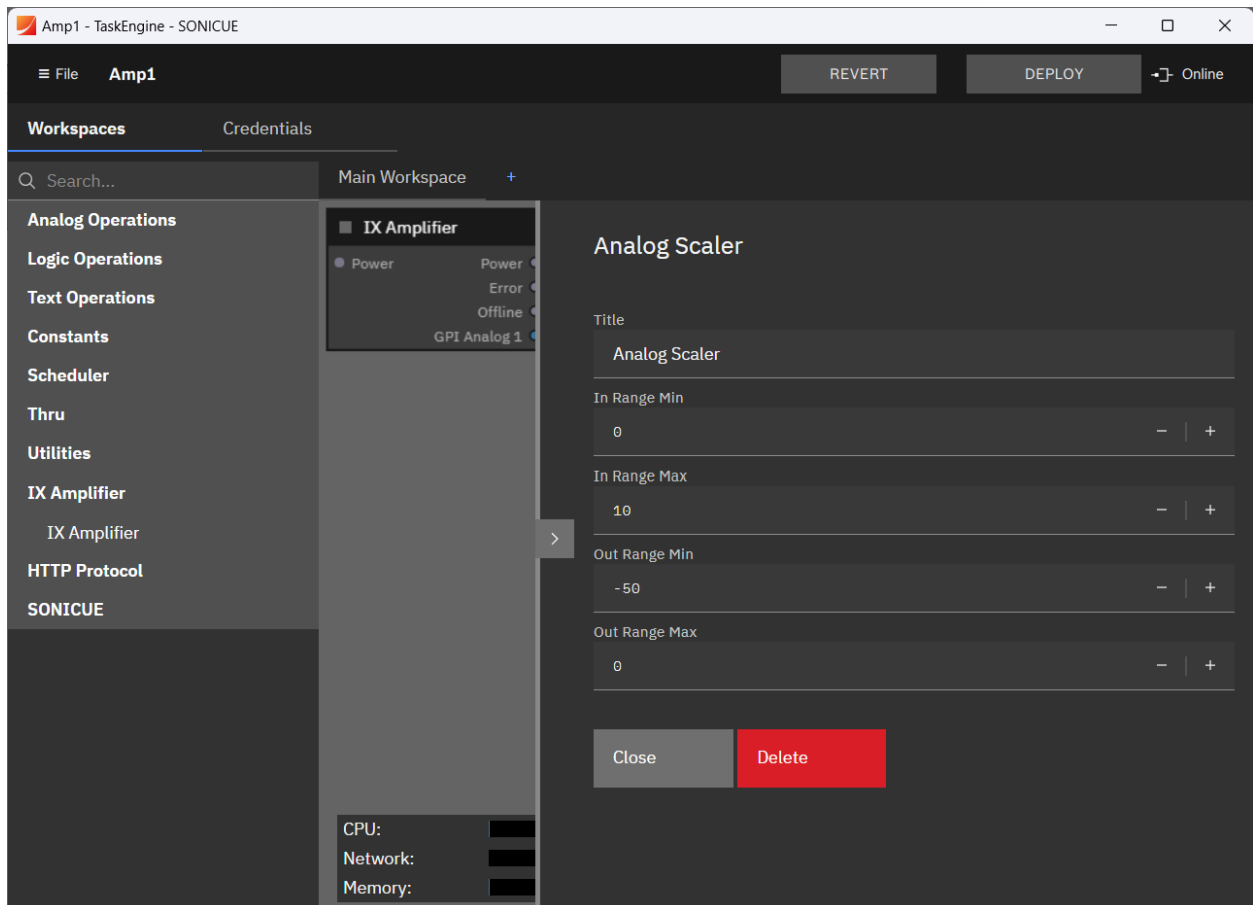 Amp1 - TaskEngine - SONICUE
≡ File Amp1 REVERT DEPLOY Online
Workspaces Credentials
Search...
Main Workspace +
Analog Operations
Logic Operations
Text Operations
Constants
Scheduler
Thru
Utilities
IX Amplifier
IX Amplifier
HTTP Protocol
SONICUE
IX Amplifier
Power Power
Error
Offline
GPI Analog 1
CPU:
Network:
Memory:
Analog Scaler
Title
Analog Scaler
In Range Min
0 − | +
In Range Max
10 − | +
Out Range Min
-50 − | +
Out Range Max
0 − | +
Close Delete